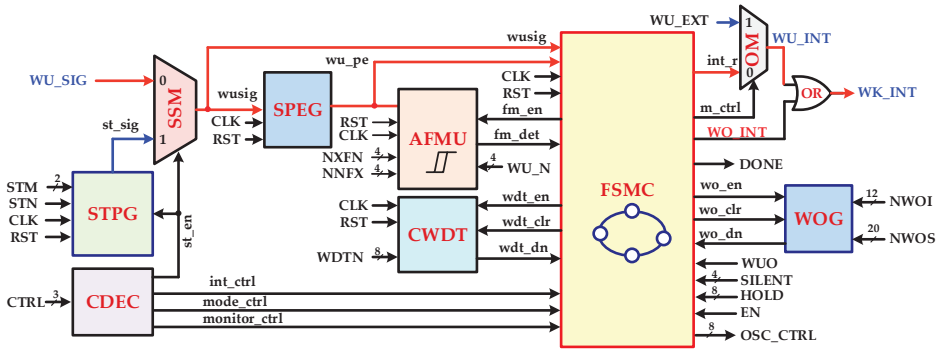 WU_EXT
1
WU_INT
OM
int_r
0
OR
WK_INT
m_ctrl
WO_INT
DONE
WU_SIG
0
SSM
st_sig
1
wusig
wusig
wu_pe
SPEG
CLK
RST
CLK
RST
RST
CLK
AFMU
NXFN
4
NNFX
4
WU_N
4
fm_en
fm_det
FSMC
STM
2
STN
CLK
RST
STPG
st_en
CLK
RST
WDTN
8
CWDT
wdt_en
wdt_clr
wdt_dn
wo_en
wo_clr
wo_dn
WOG
12
NWOI
20
NWOS
CTRL
3
CDEC
int_ctrl
mode_ctrl
monitor_ctrl
WUO
4
SILENT
8
HOLD
EN
8
OSC_CTRL